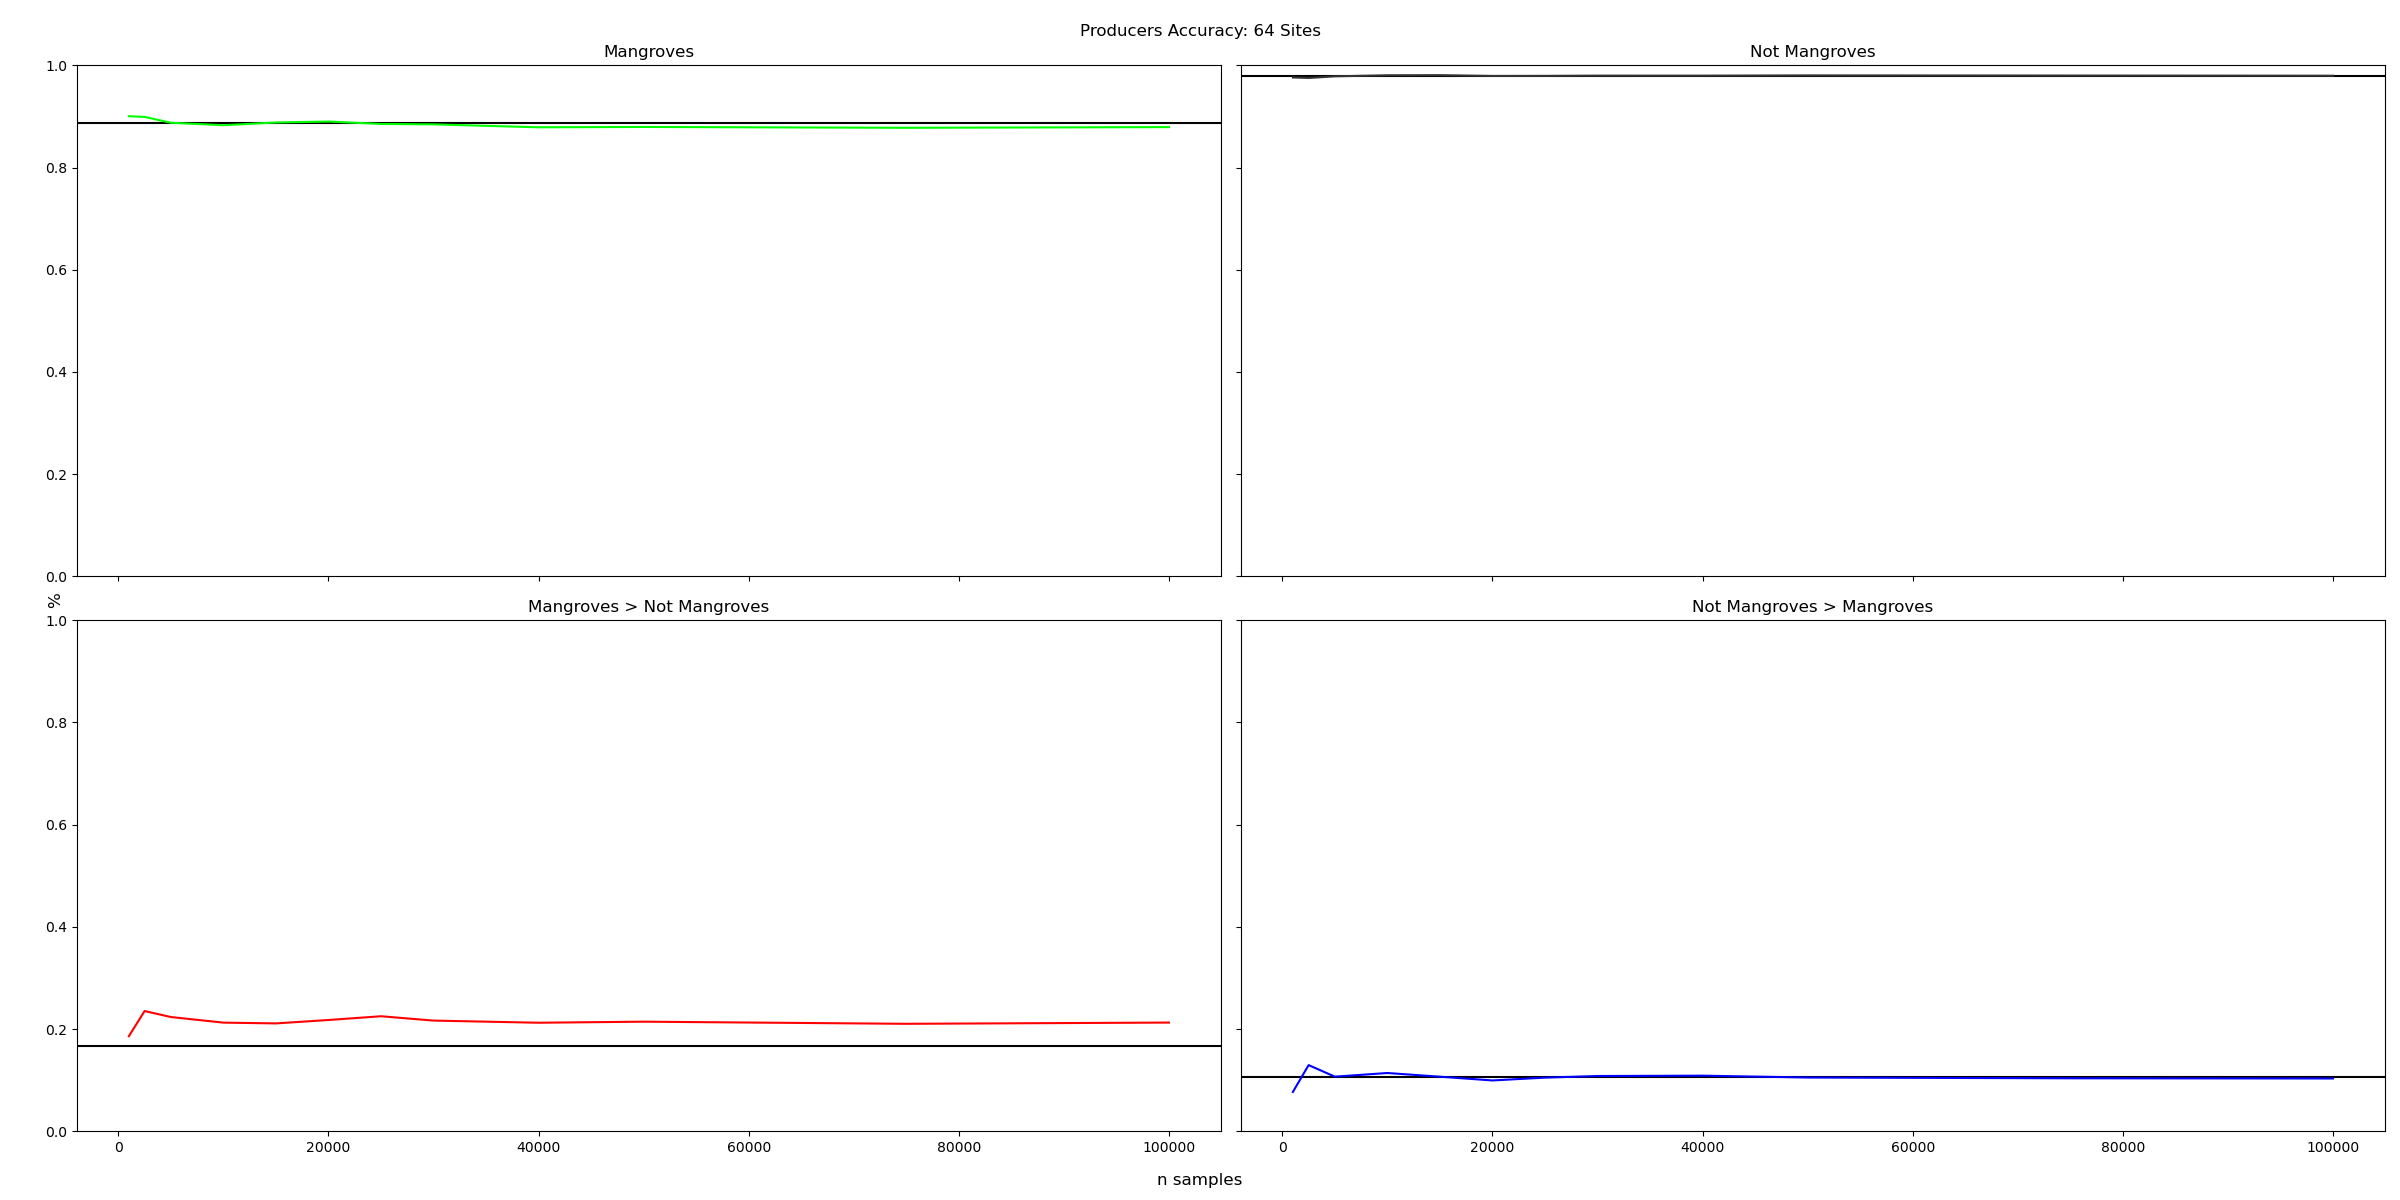 Producers Accuracy: 64 Sites
Mangroves
Not Mangroves
1.0
0.8
0.6
0.4
0.2
0.0
%
Mangroves > Not Mangroves
Not Mangroves > Mangroves
1.0
0.8
0.6
0.4
0.2
0.0
0 20000 40000 60000 80000 100000
0 20000 40000 60000 80000 100000
n samples